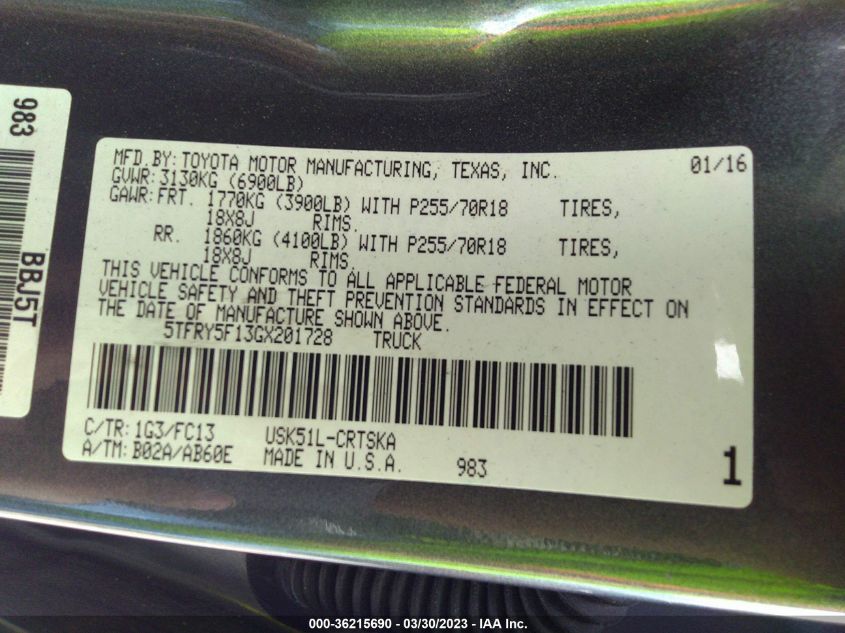 983
BBJ5T
MFD.BY: TOYOTA MOTOR MANUFACTURING, TEXAS, INC. 01/16
GVWR: 3130KG (6900LB)
GAWR: FRT. 1770KG (3900LB) WITH P255/70R18 TIRES,
18X8J RIMS.
RR. 1860KG (4100LB) WITH P255/70R18 TIRES,
18X8J RIMS.
THIS VEHICLE CONFORMS TO ALL APPLICABLE FEDERAL MOTOR
VEHICLE SAFETY AND THEFT PREVENTION STANDARDS IN EFFECT ON
THE DATE OF MANUFACTURE SHOWN ABOVE.
5TFRY5F13GX201728 TRUCK
C/TR: 1G3/FC13 USK51L-CRTSKA
A/TM: B02A/AB60E MADE IN U.S.A. 983 1
000-36215690 - 03/30/2023 - IAA Inc.